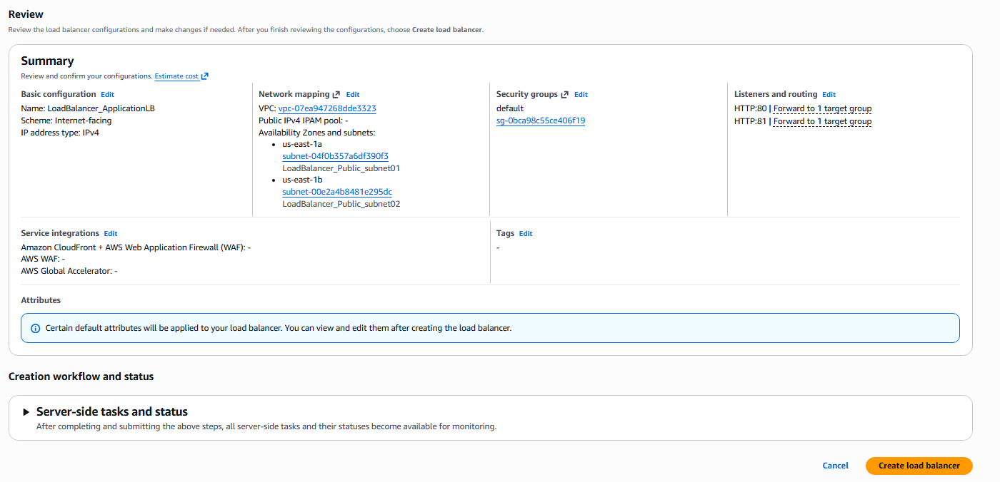 Review
Review the load balancer configurations and make changes if needed. After you finish reviewing the configurations, choose Create load balancer.
Summary
Review and confirm your configurations. Estimate cost
Basic configuration Edit
Name: LoadBalancer_ApplicationLB
Scheme: Internet-facing
IP address type: IPv4
Network mapping Edit
VPC: vpc-07ea947268dde3323
Public IPv4 IPAM pool: -
Availability Zones and subnets:
• us-east-1a
subnet-04f0b357a6df390f3
LoadBalancer_Public_subnet01
• us-east-1b
subnet-00e2a4b8481e295dc
LoadBalancer_Public_subnet02
Security groups Edit
default
sg-0bca98c55ce406f19
Listeners and routing Edit
HTTP:80 | Forward to 1 target group
HTTP:81 | Forward to 1 target group
Service integrations Edit
Amazon CloudFront + AWS Web Application Firewall (WAF): -
AWS WAF: -
AWS Global Accelerator: -
Tags Edit
-
Attributes
Certain default attributes will be applied to your load balancer. You can view and edit them after creating the load balancer.
Creation workflow and status
Server-side tasks and status
After completing and submitting the above steps, all server-side tasks and their statuses become available for monitoring.
Cancel
Create load balancer